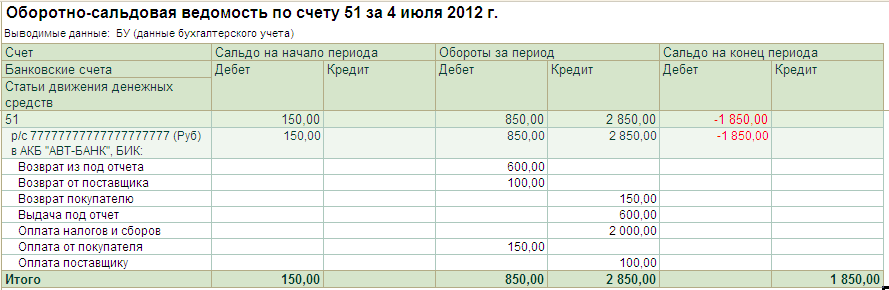 Оборотно-сальдовая ведомость по счету 51 за 4 июля 2012 г.
Выводимые данные: БУ (данные бухгалтерского учета)
Счет Сальдо на начало периода Обороты за период Сальдо на конец периода
Банковские счета Дебет Кредит Дебет Кредит Дебет Кредит
Статьи движения денежных
средств
51 150,00 850,00 2 850,00 -1 850,00
р/с 77777777777777777777 (Руб) 150,00 850,00 2 850,00 -1 850,00
в АКБ "АВТ-БАНК", БИК:
Возврат из под отчета 600,00
Возврат от поставщика 100,00
Возврат покупателю 150,00
Выдача под отчет 600,00
Оплата налогов и сборов 2 000,00
Оплата от покупателя 150,00
Оплата поставщику 100,00
Итого 150,00 850,00 2 850,00 1 850,00